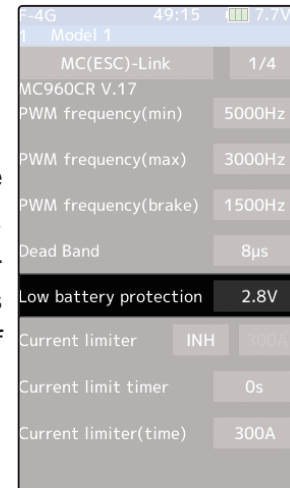 F-4G 49:15 7.7V
1 Model 1
MC(ESC)-Link 1/4
MC960CR V.17
PWM frequency(min) 5000Hz
PWM frequency(max) 3000Hz
PWM frequency(brake) 1500Hz
Dead Band 8µs
Low battery protection 2.8V
Current limiter INH 300A
Current limit timer 0s
Current limiter(time) 300A